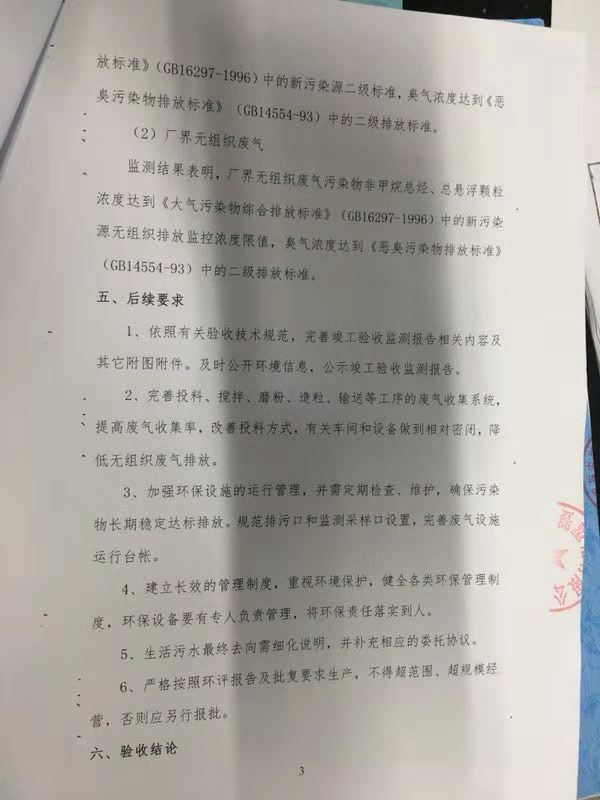 放标准》（GB16297-1996）中的新污染源二级标准，臭气浓度达到《恶
臭污染物排放标准》（GB14554-93）中的二级排放标准。
（2）厂界无组织废气
监测结果表明，厂界无组织废气污染物非甲烷总烃、总悬浮颗粒
浓度达到《大气污染物综合排放标准》（GB16297-1996）中的新污染
源无组织排放监控浓度限值，臭气浓度达到《恶臭污染物排放标准》
（GB14554-93）中的二级排放标准。
五、后续要求
1、依照有关验收技术规范，完善竣工验收监测报告相关内容及
其它附图附件。及时公开环境信息，公示竣工验收监测报告。
2、完善投料、搅拌、磨粉、造粒、输送等工序的废气收集系统，
提高废气收集率，改善投料方式，有关车间和设备做到相对密闭，降
低无组织废气排放。
3、加强环保设施的运行管理，并需定期检查、维护，确保污染
物长期稳定达标排放。规范排污口和监测采样口设置，完善废气设施
运行台帐。
4、建立长效的管理制度，重视环境保护，健全各类环保管理制
度，环保设备要有专人负责管理，将环保责任落实到人。
5、生活污水最终去向需细化说明，并补充相应的委托协议。
6、严格按照环评报告及批复要求生产，不得超范围、超规模经
营，否则应另行报批。
六、验收结论
3